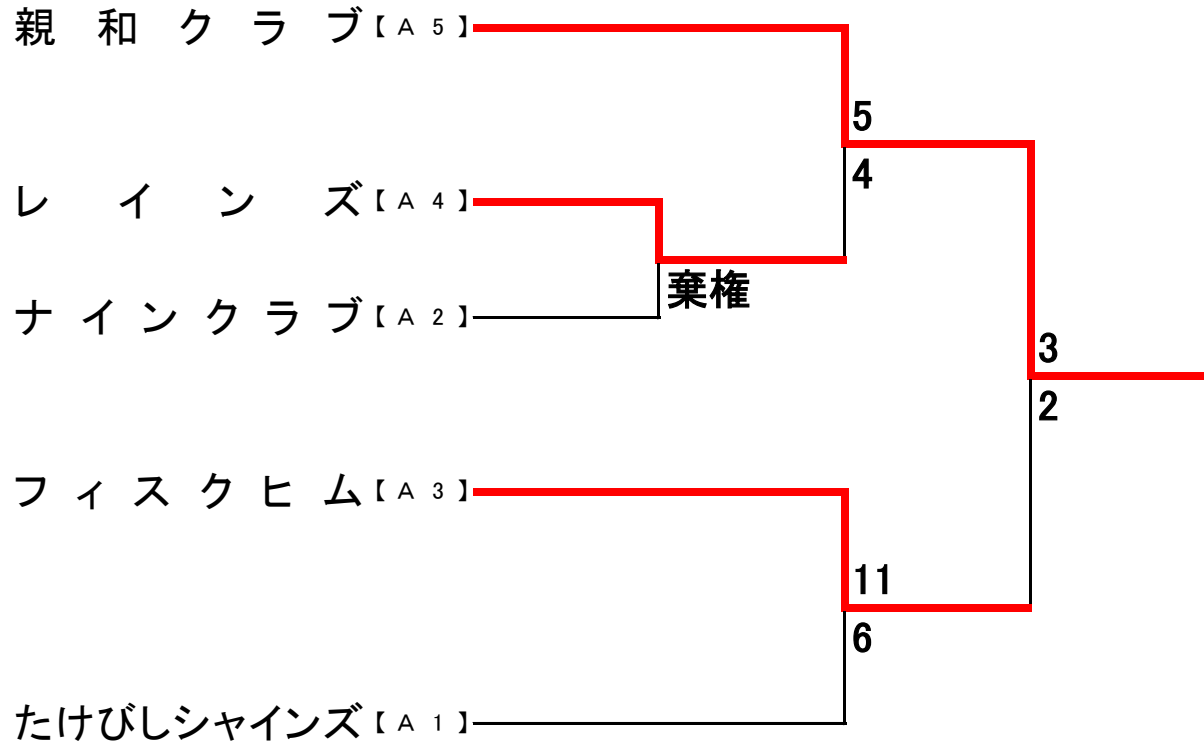 親和クラブ【A5】
5
4
レインズ【A4】
棄権
ナインクラブ【A2】
3
2
フィスクヒム【A3】
11
6
たけびしシャインズ【A1】